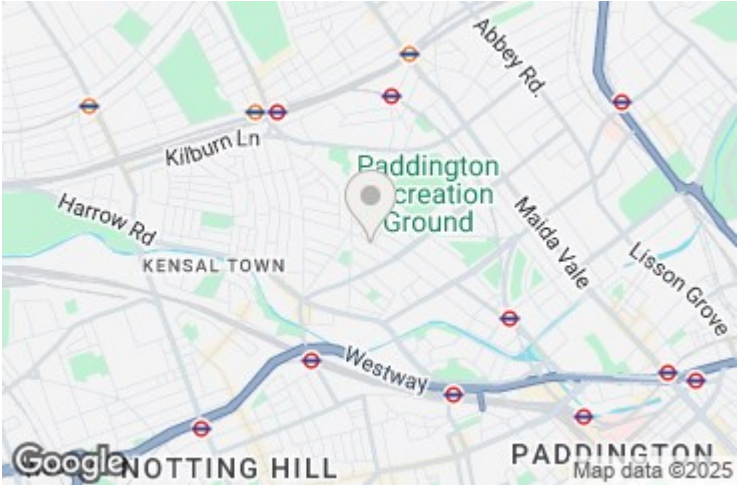 Abbey Rd.
Kilburn Ln
Paddington
creation
Ground
Harrow Rd
Maida Vale
KENSAL TOWN
Lisson Grove
Westway
PADDINGTON
Google
NOTTING HILL
Map data ©2025